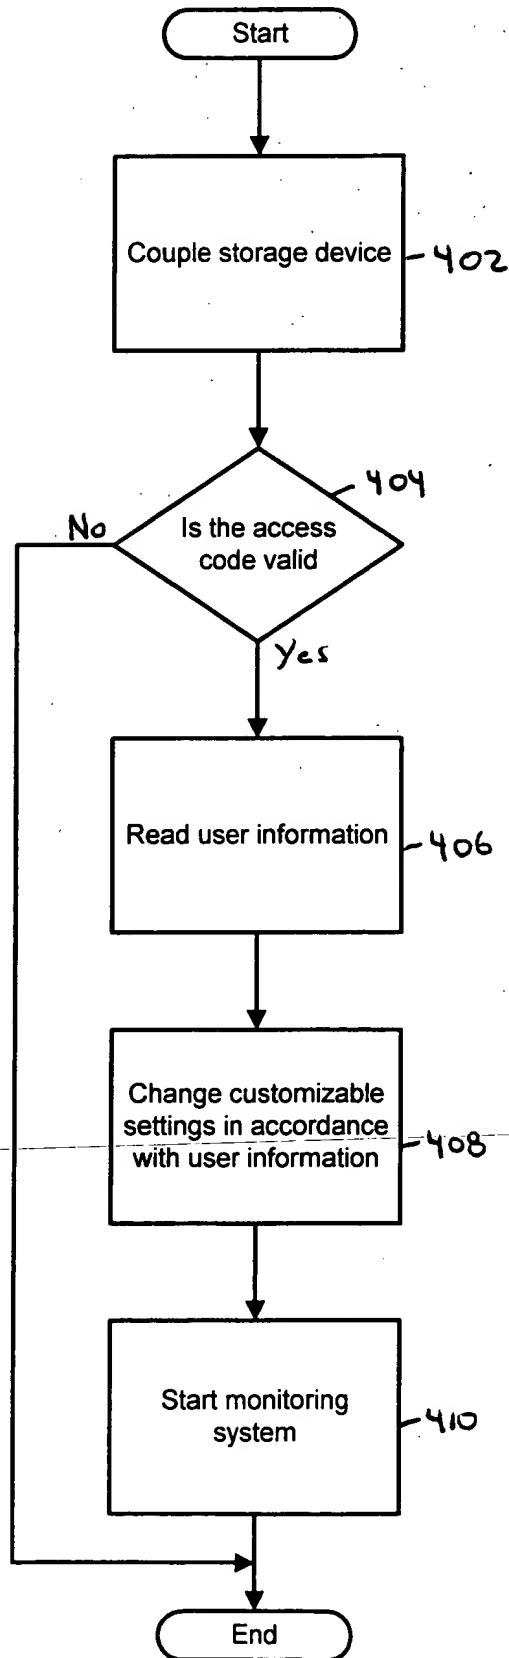 Start
Couple storage device
402
404
No
Is the access
code valid
Yes
Read user information
406
Change customizable
settings in accordance
with user information
408
Start monitoring
system
410
End